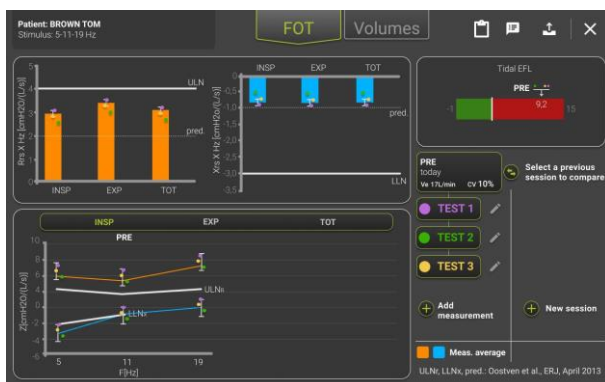 Patient: BROWN TOM
Stimulus: 5-11-19 Hz
FOT
Volumes
Rrs X Hz [cmH2O/(L/s)]
5
4
3
2
1
0
ULN
pred.
INSP EXP TOT
Xrs X Hz [cmH2O/(L/s)]
INSP EXP TOT
0
-0,5
-1,0
-1,5
-2,0
-2,5
-3,0
-3,5
pred.
LLN
Tidal EFL
PRE
-1
9,2
15
PRE
today
Ve 17L/min CV 10%
Select a previous
session to compare
TEST 1
TEST 2
TEST 3
Add
measurement
New session
INSP EXP TOT
PRE
Z[cmH2O/(L/s)]
10
8
6
4
2
0
-2
-4
-6
ULNR
LLNX
5 11 19
F[Hz]
Meas. average
ULNr, LLNx, pred.: Oostven et al., ERJ, April 2013